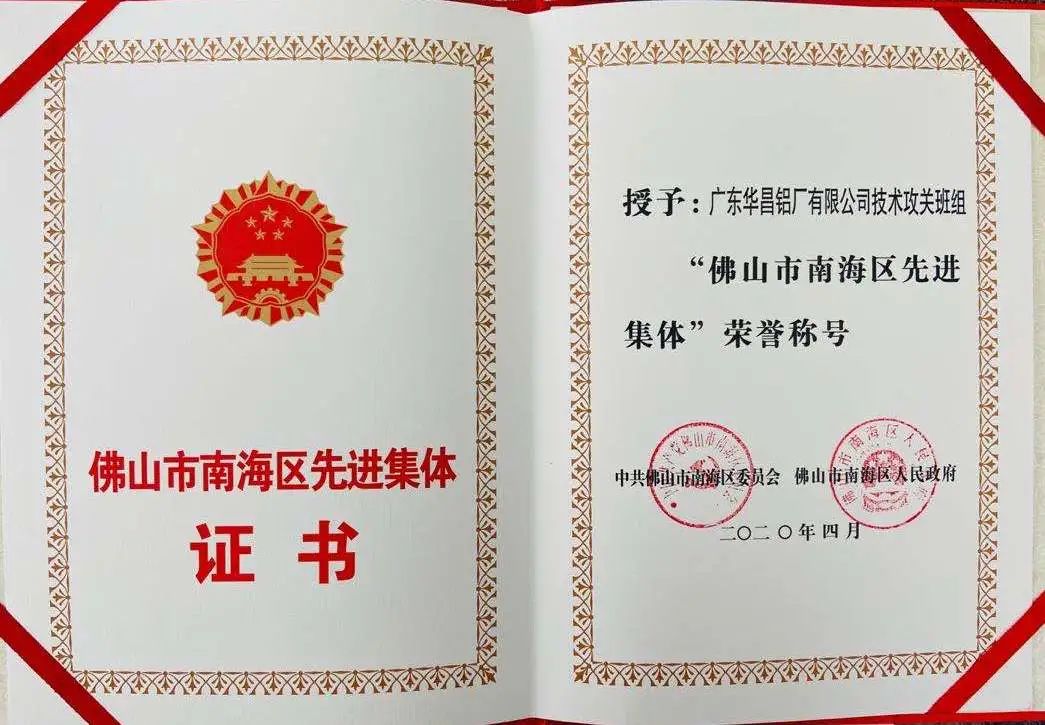 佛山市南海区先进集体
证书
授予：广东华昌铝厂有限公司技术攻关班组
“佛山市南海区先进
集体”荣誉称号
中共佛山市南海区委员会 佛山市南海区人民政府
二〇二〇年四月